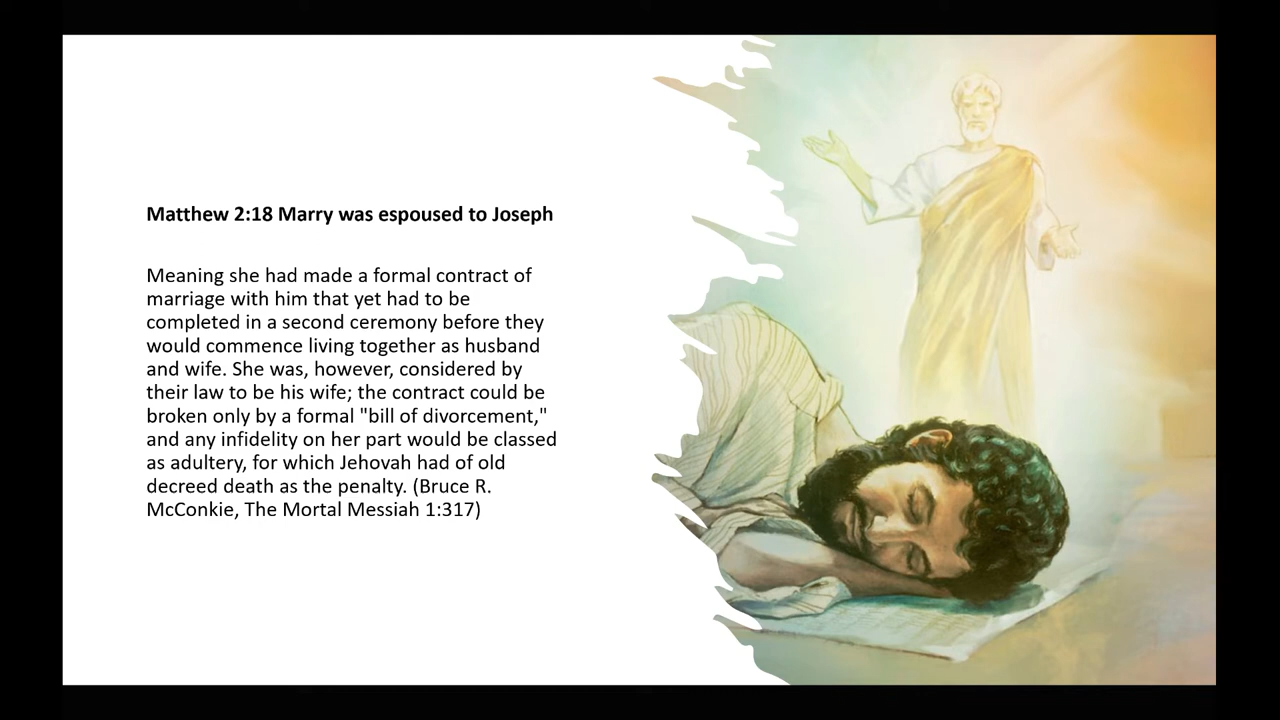 Matthew 2:18 Marry was espoused to Joseph
Meaning she had made a formal contract of
marriage with him that yet had to be
completed in a second ceremony before they
would commence living together as husband
and wife. She was, however, considered by
their law to be his wife; the contract could be
broken only by a formal "bill of divorcement,"
and any infidelity on her part would be classed
as adultery, for which Jehovah had of old
decreed death as the penalty. (Bruce R.
McConkie, The Mortal Messiah 1:317)